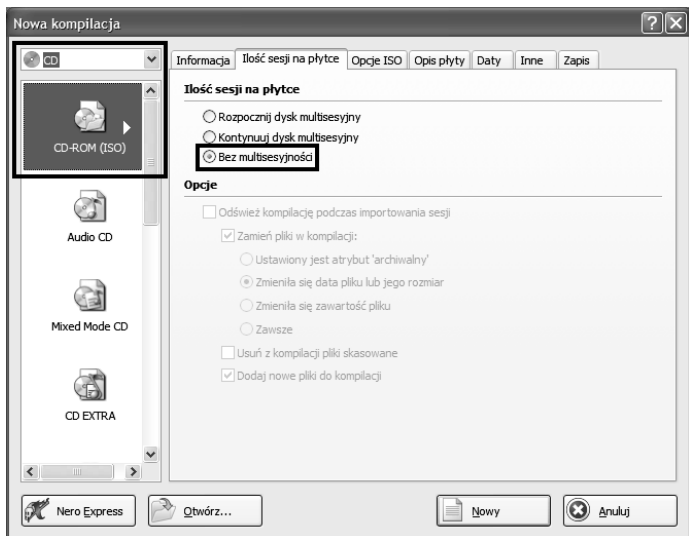 Nowa kompilacja
CD
CD-ROM (ISO)
Audio CD
Mixed Mode CD
CD EXTRA
Informacja Ilość sesji na płytce Opcje ISO Opis płyty Daty Inne Zapis
Ilość sesji na płytce
Rozpocznij dysk multisesyjny
Kontynuuj dysk multisesyjny
Bez multisesyjności
Opcje
Odśwież kompilację podczas importowania sesji
Zamień pliki w kompilacji:
Ustawiony jest atrybut 'archiwalny'
Zmieniła się data pliku lub jego rozmiar
Zmieniła się zawartość pliku
Zawsze
Usuń z kompilacji pliki skasowane
Dodaj nowe pliki do kompilacji
Nero Express Otwórz... Nowy Anuluj